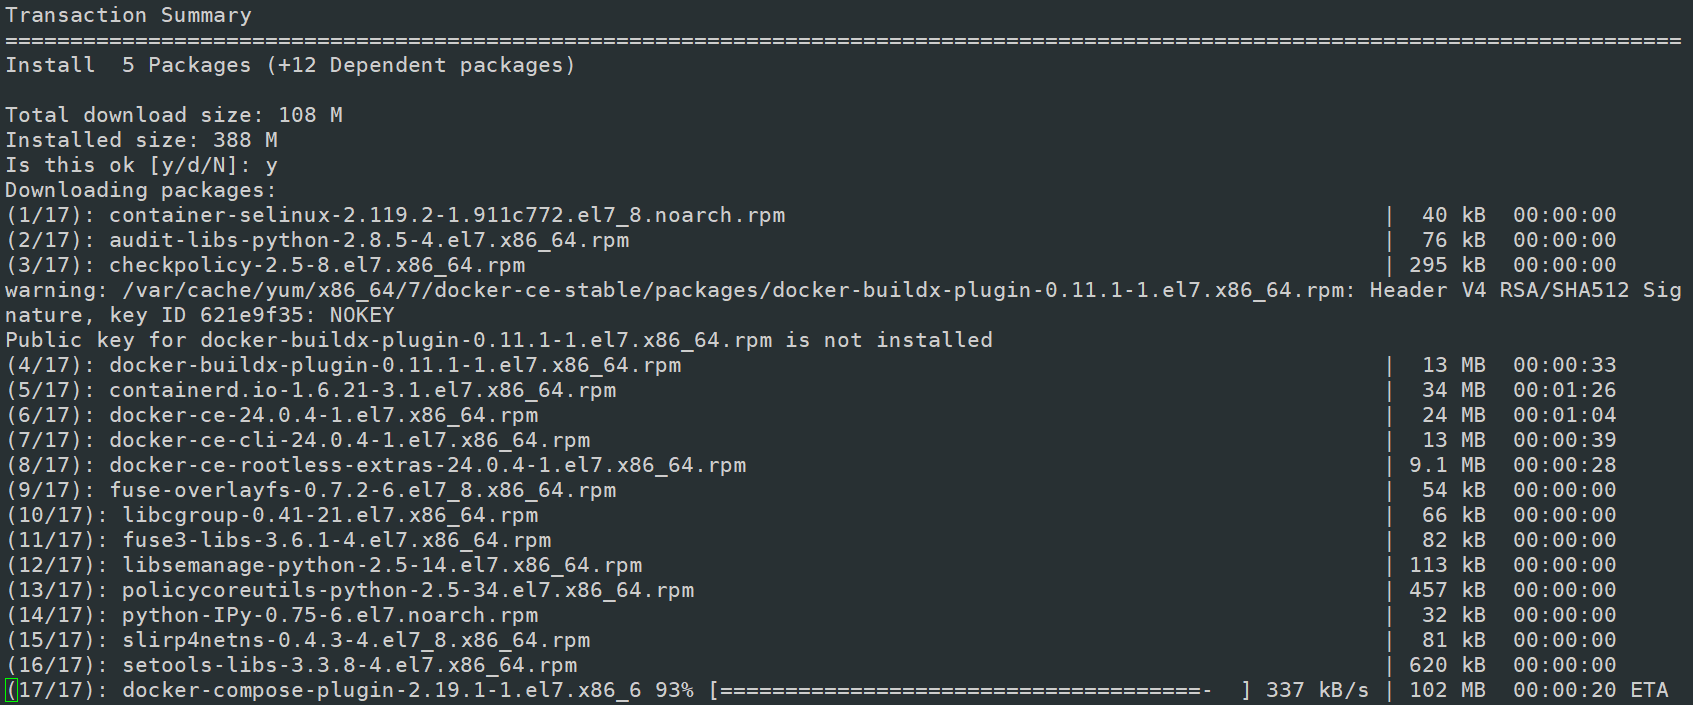 Transaction Summary
=================================================================================================================================
Install  5 Packages (+12 Dependent packages)

Total download size: 108 M
Installed size: 388 M
Is this ok [y/d/N]: y
Downloading packages:
(1/17): container-selinux-2.119.2-1.911c772.el7_8.noarch.rpm                                              |  40 kB  00:00:00
(2/17): audit-libs-python-2.8.5-4.el7.x86_64.rpm                                                          |  76 kB  00:00:00
(3/17): checkpolicy-2.5-8.el7.x86_64.rpm                                                                  | 295 kB  00:00:00
warning: /var/cache/yum/x86_64/7/docker-ce-stable/packages/docker-buildx-plugin-0.11.1-1.el7.x86_64.rpm: Header V4 RSA/SHA512 Sig
nature, key ID 621e9f35: NOKEY
Public key for docker-buildx-plugin-0.11.1-1.el7.x86_64.rpm is not installed
(4/17): docker-buildx-plugin-0.11.1-1.el7.x86_64.rpm                                                      |  13 MB  00:00:33
(5/17): containerd.io-1.6.21-3.1.el7.x86_64.rpm                                                           |  34 MB  00:01:26
(6/17): docker-ce-24.0.4-1.el7.x86_64.rpm                                                                 |  24 MB  00:01:04
(7/17): docker-ce-cli-24.0.4-1.el7.x86_64.rpm                                                             |  13 MB  00:00:39
(8/17): docker-ce-rootless-extras-24.0.4-1.el7.x86_64.rpm                                                 | 9.1 MB  00:00:28
(9/17): fuse-overlayfs-0.7.2-6.el7_8.x86_64.rpm                                                           |  54 kB  00:00:00
(10/17): libcgroup-0.41-21.el7.x86_64.rpm                                                                 |  66 kB  00:00:00
(11/17): fuse3-libs-3.6.1-4.el7.x86_64.rpm                                                                |  82 kB  00:00:00
(12/17): libsemanage-python-2.5-14.el7.x86_64.rpm                                                         | 113 kB  00:00:00
(13/17): policycoreutils-python-2.5-34.el7.x86_64.rpm                                                     | 457 kB  00:00:00
(14/17): python-IPy-0.75-6.el7.noarch.rpm                                                                 |  32 kB  00:00:00
(15/17): slirp4netns-0.4.3-4.el7_8.x86_64.rpm                                                             |  81 kB  00:00:00
(16/17): setools-libs-3.3.8-4.el7.x86_64.rpm                                                              | 620 kB  00:00:00
(17/17): docker-compose-plugin-2.19.1-1.el7.x86_6 93% [=====================================-  ] 337 kB/s | 102 MB  00:00:20 ETA